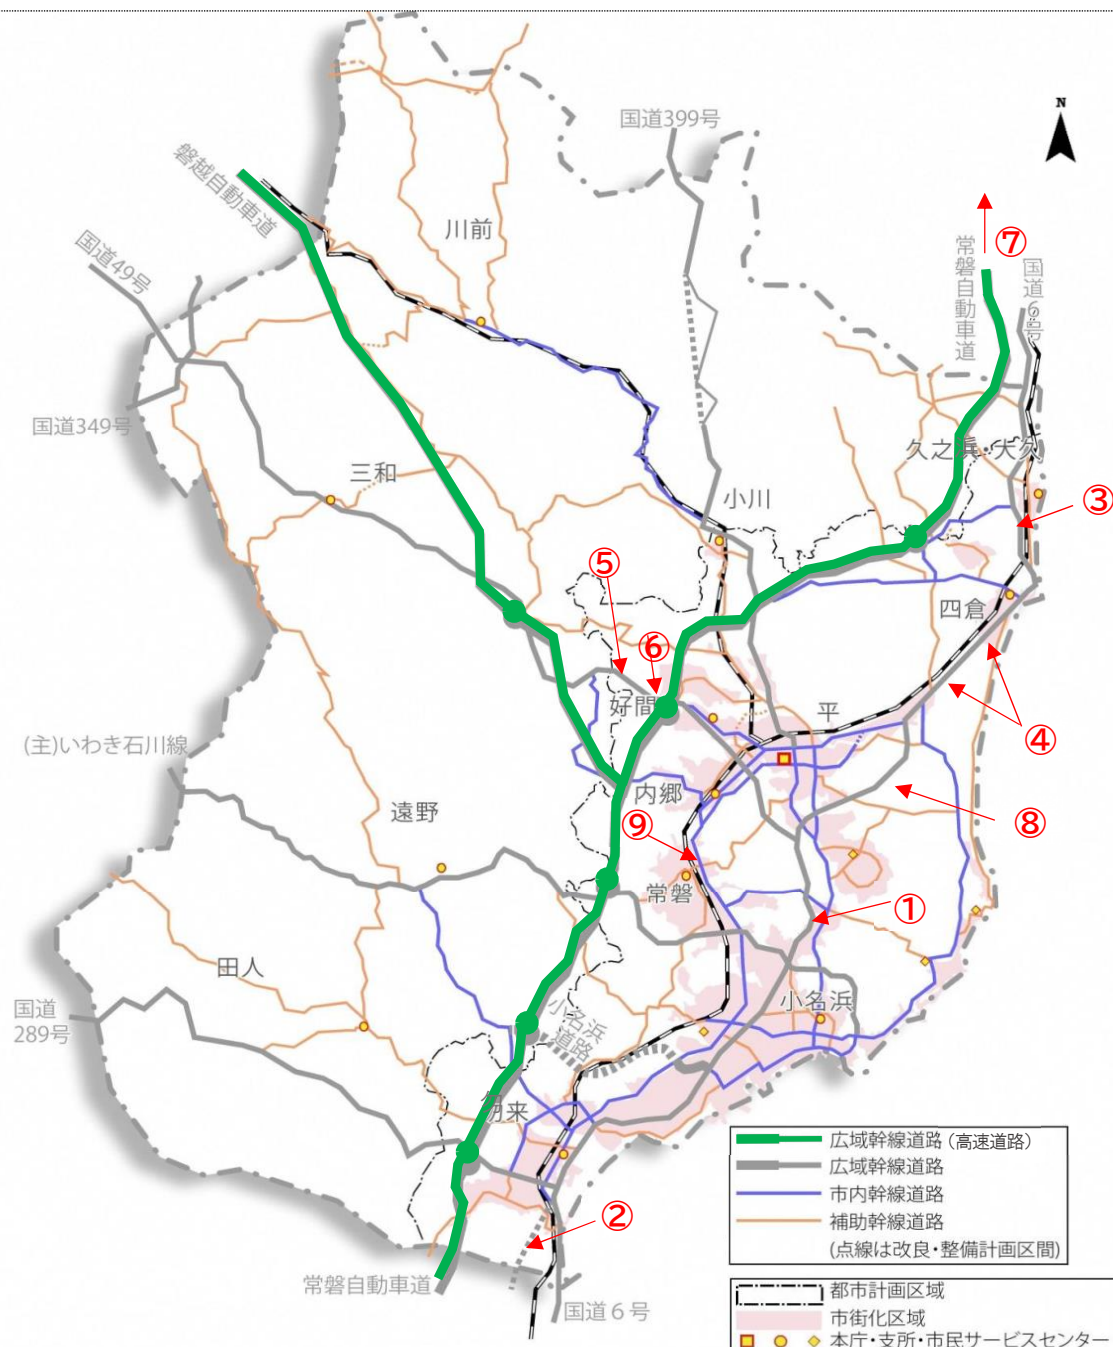 国道399号
N
磐越自動車道
川前
⑦
常磐自動車道
国道6号
国道49号
国道349号
久之浜・大久
三和
小川
③
⑤
四倉
⑥
好間
平
④
(主)いわき石川線
内郷
遠野
⑨
⑧
常磐
①
田人
小名浜
国道
289号
小名浜
道路
勿来
②
常磐自動車道
国道6号
広域幹線道路（高速道路）
広域幹線道路
市内幹線道路
補助幹線道路
(点線は改良・整備計画区間)
都市計画区域
市街化区域
本庁・支所・市民サービスセンター